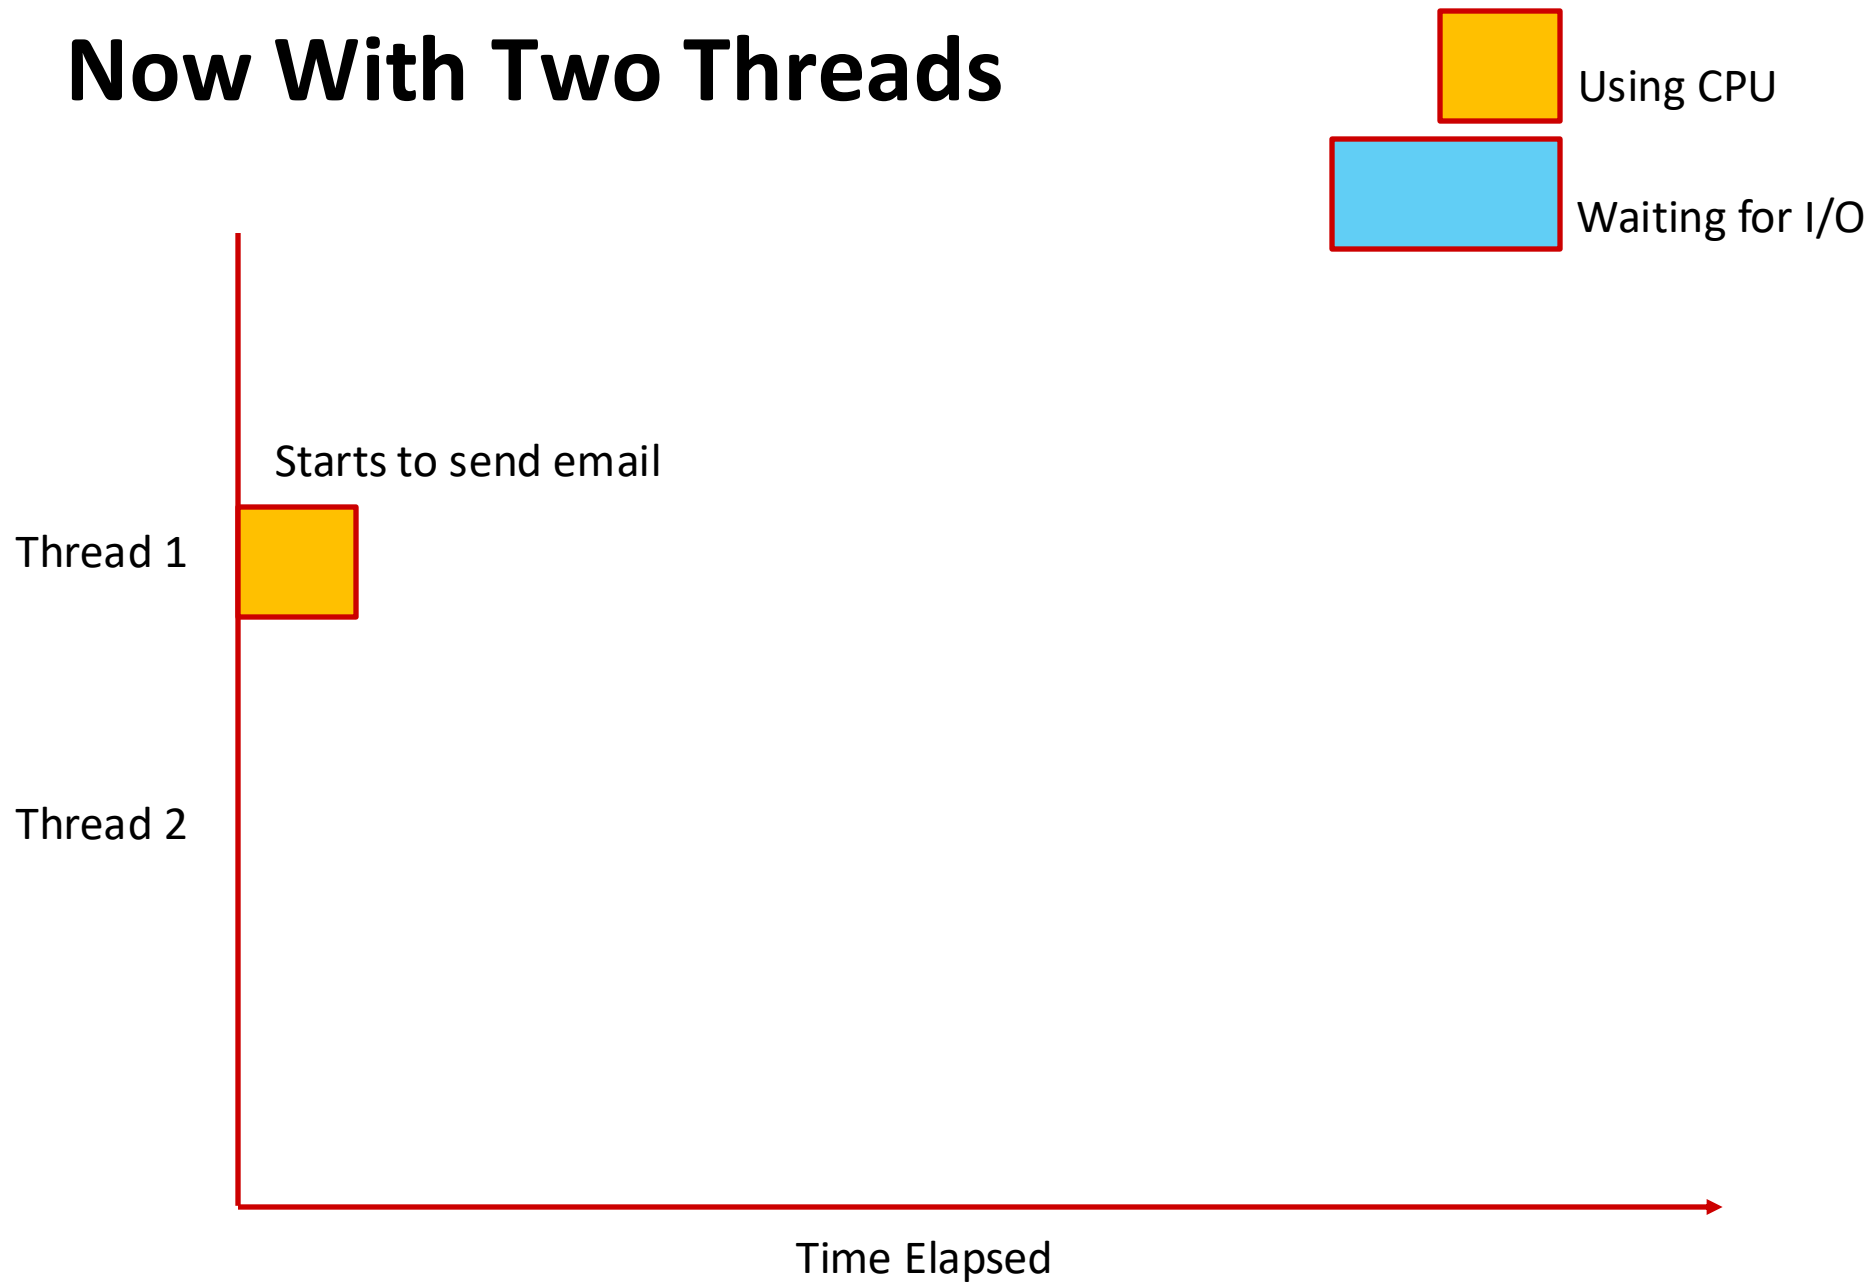 Now With Two Threads
Using CPU
Waiting for I/O
Starts to send email
Thread 1
Thread 2
Time Elapsed